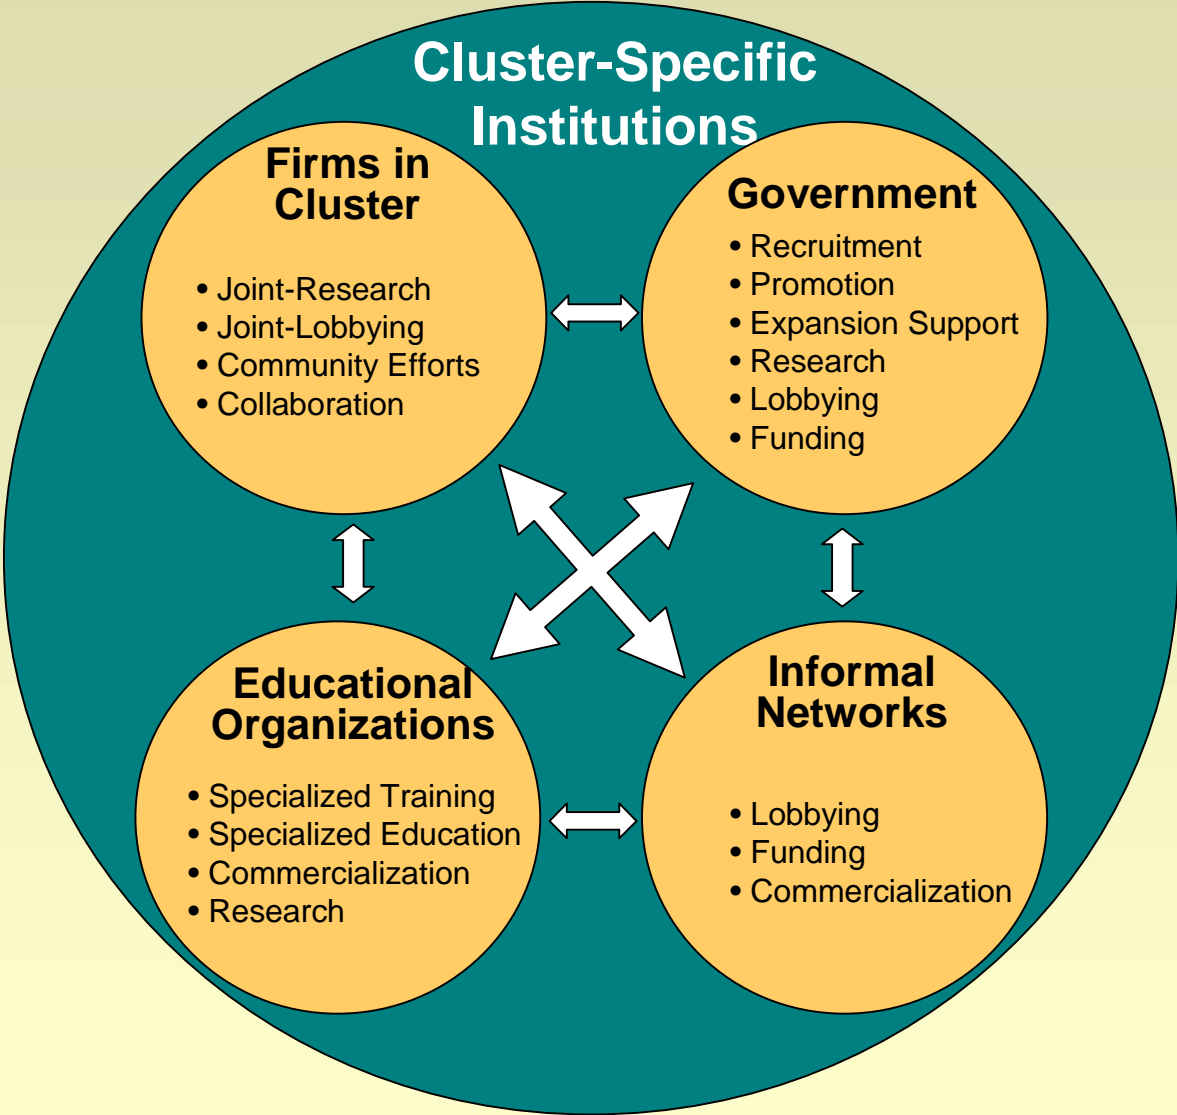 Cluster-Specific
Institutions
Firms in
Cluster
• Joint-Research
• Joint-Lobbying
• Community Efforts
• Collaboration
Government
• Recruitment
• Promotion
• Expansion Support
• Research
• Lobbying
• Funding
Educational
Organizations
• Specialized Training
• Specialized Education
• Commercialization
• Research
Informal
Networks
• Lobbying
• Funding
• Commercialization